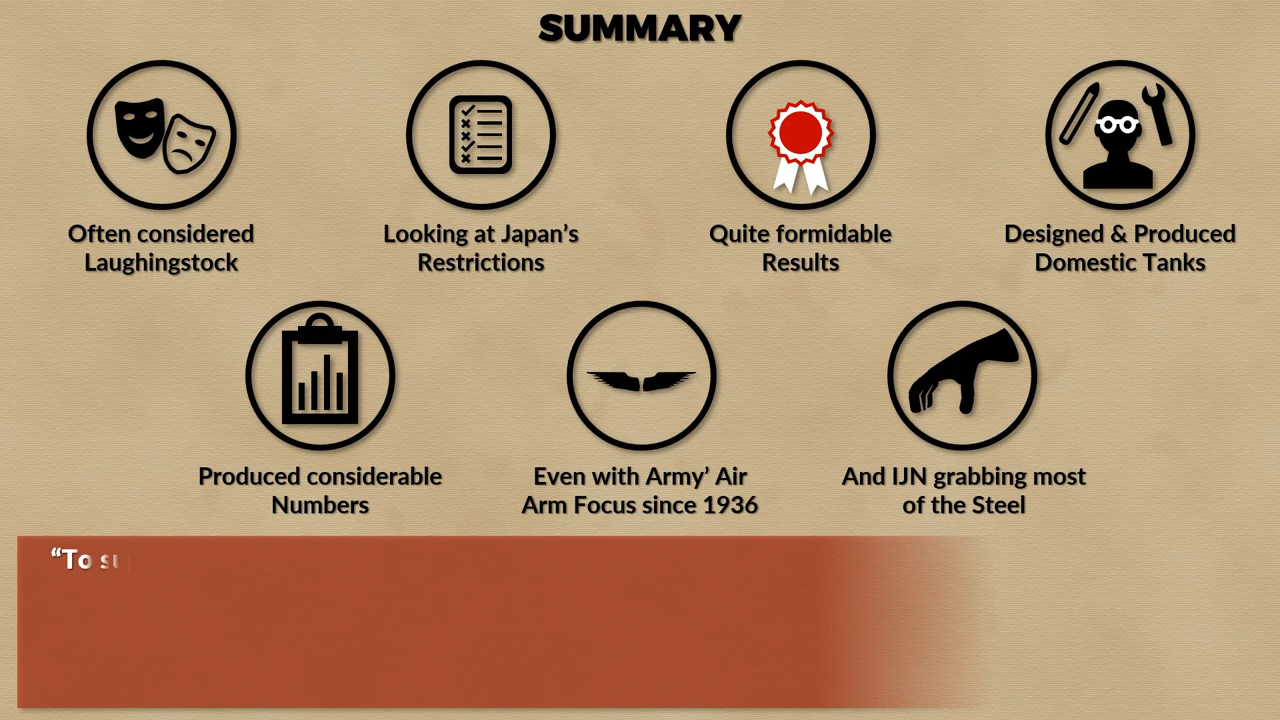 SUMMARY
Often considered
Laughingstock
Looking at Japan's
Restrictions
Quite formidable
Results
Designed & Produced
Domestic Tanks
Produced considerable
Numbers
Even with Army' Air
Arm Focus since 1936
And IJN grabbing most
of the Steel
“To